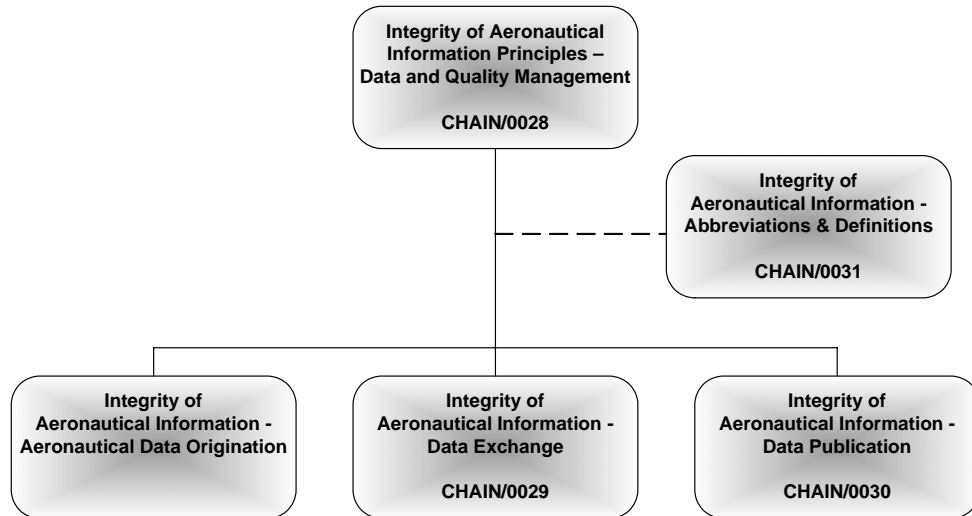 Integrity of Aeronautical
Information Principles –
Data and Quality Management
CHAIN/0028
Integrity of
Aeronautical Information -
Abbreviations & Definitions
CHAIN/0031
Integrity of
Aeronautical Information -
Aeronautical Data Origination
Integrity of
Aeronautical Information -
Data Exchange
CHAIN/0029
Integrity of
Aeronautical Information -
Data Publication
CHAIN/0030